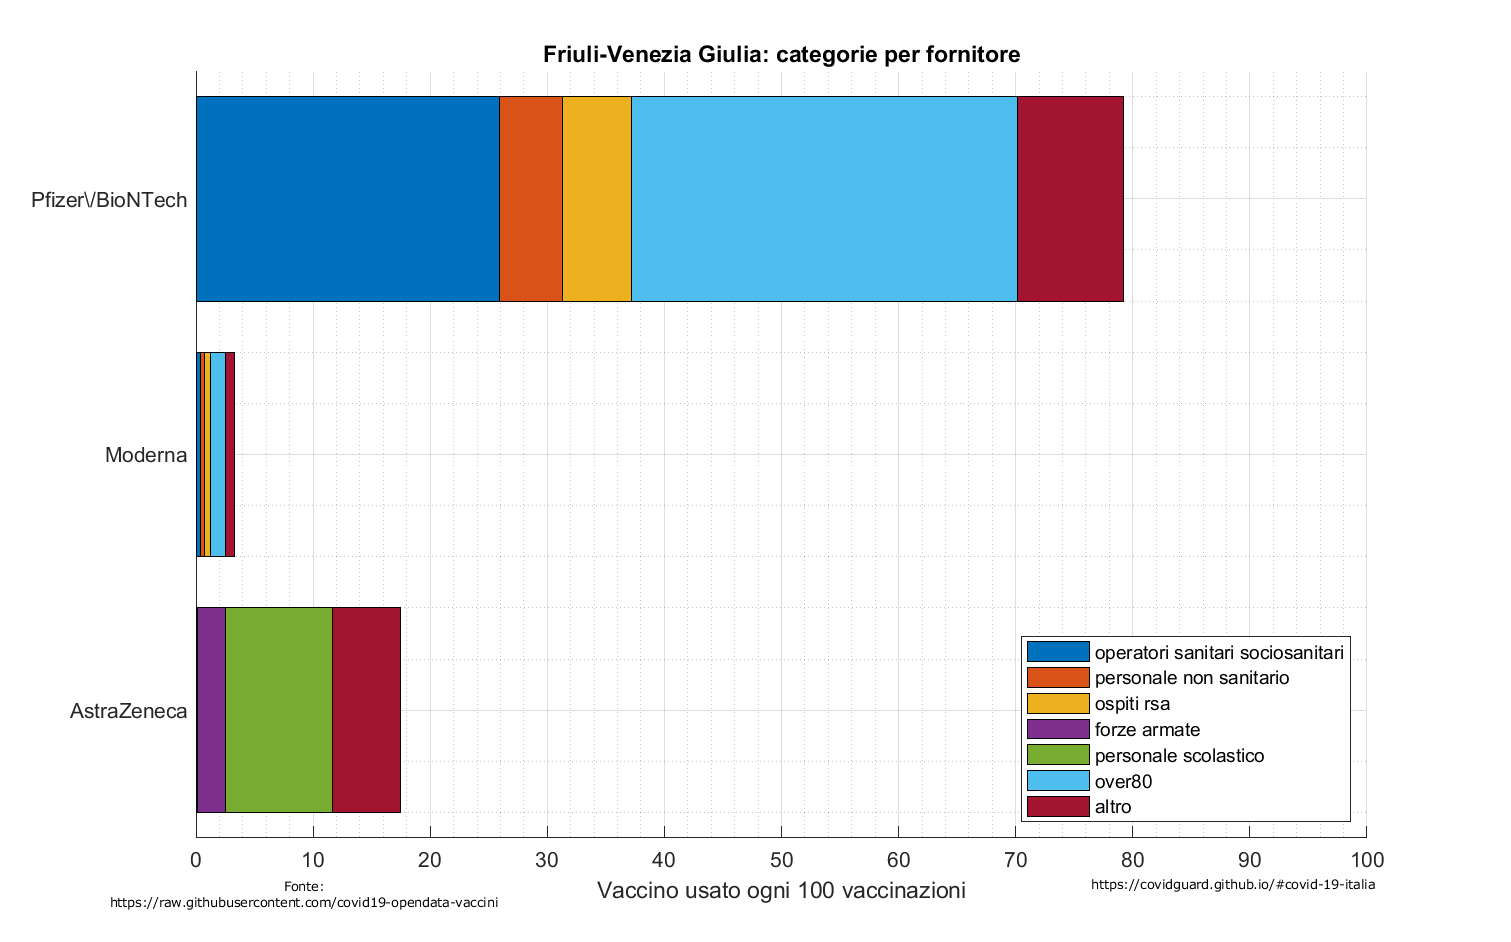 Friuli-Venezia Giulia: categorie per fornitore
Pfizer\/BioNTech
Moderna
AstraZeneca
operatori sanitari sociosanitari
personale non sanitario
ospiti rsa
forze armate
personale scolastico
over80
altro
0 10 20 30 40 50 60 70 80 90 100
Vaccino usato ogni 100 vaccinazioni
Fonte:
https://raw.githubusercontent.com/covid19-opendata-vaccini
https://covidguard.github.io/#covid-19-italia